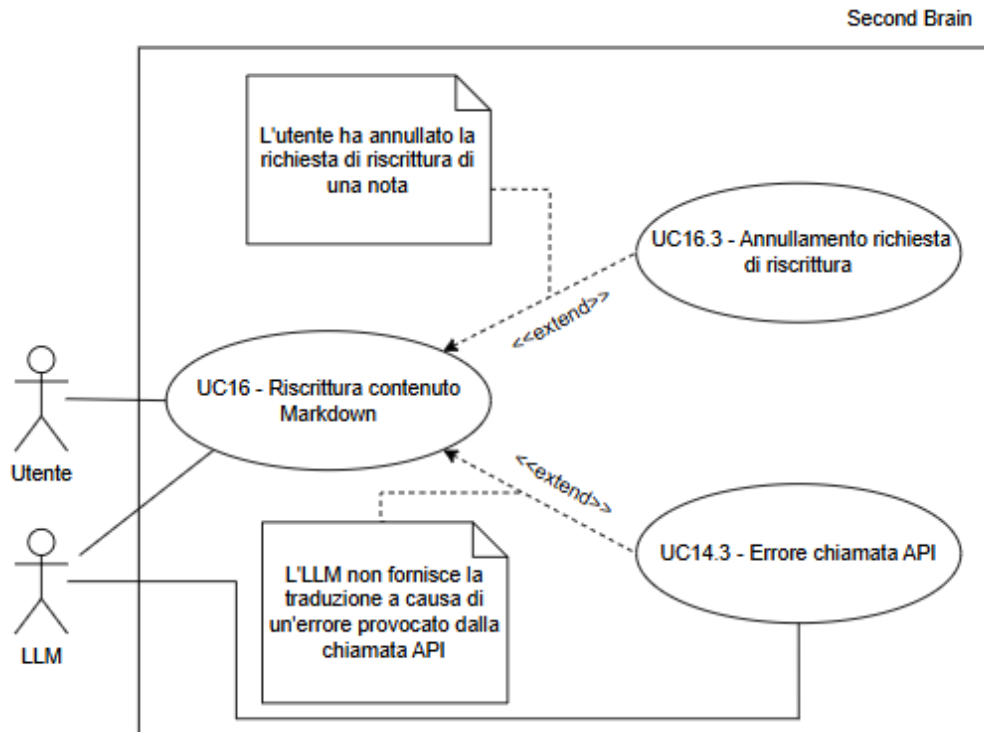 Second Brain
L'utente ha annullato la
richiesta di riscrittura di
una nota
UC16.3 - Annullamento richiesta
di riscrittura
<<extend>>
UC16 - Riscrittura contenuto
Markdown
Utente
<<extend>>
UC14.3 - Errore chiamata API
L'LLM non fornisce la
traduzione a causa di
un'errore provocato dalla
chiamata API
LLM